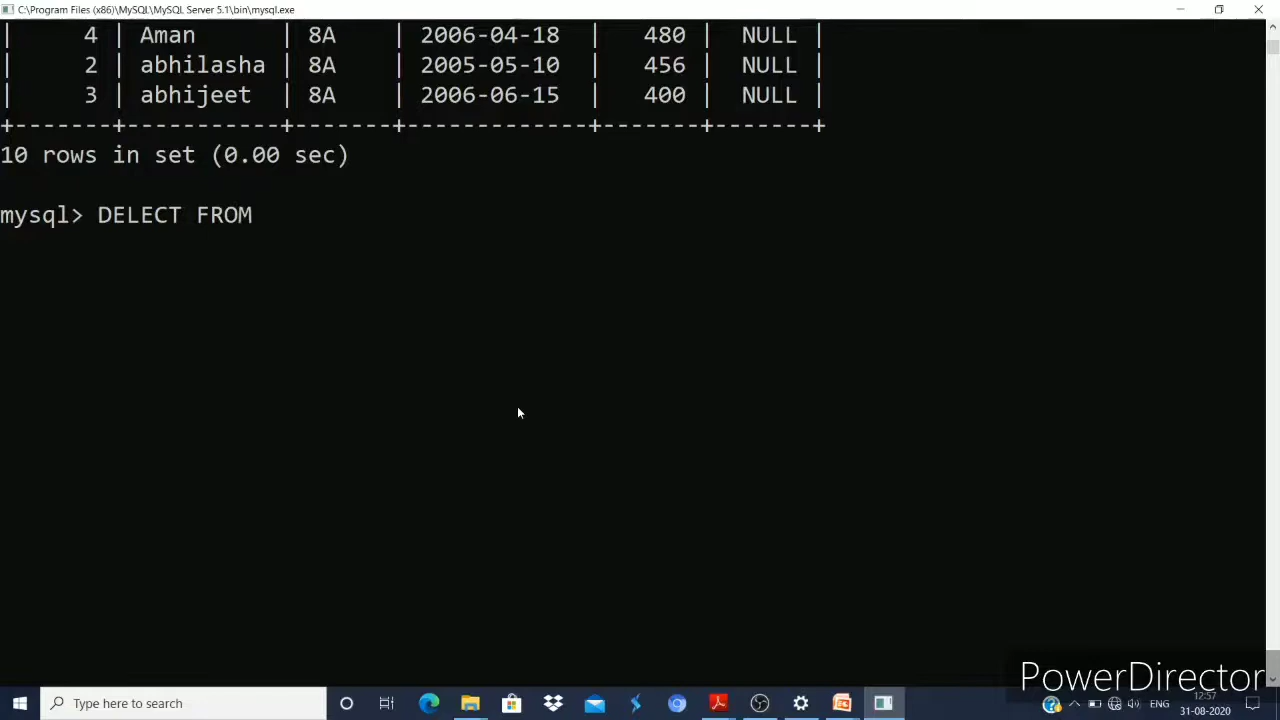 C:\Program Files (x86)\MySQL\MySQL Server 5.1\bin\mysql.exe
| 4 | Aman | 8A | 2006-04-18 | 480 | NULL |
| 2 | abhilasha | 8A | 2005-05-10 | 456 | NULL |
| 3 | abhijeet | 8A | 2006-06-15 | 400 | NULL |
+-------+-----------+-------+-------------+-------+-------+
10 rows in set (0.00 sec)
mysql> DELECT FROM
PowerDirector
Type here to search
ENG
12:57
31-08-2020